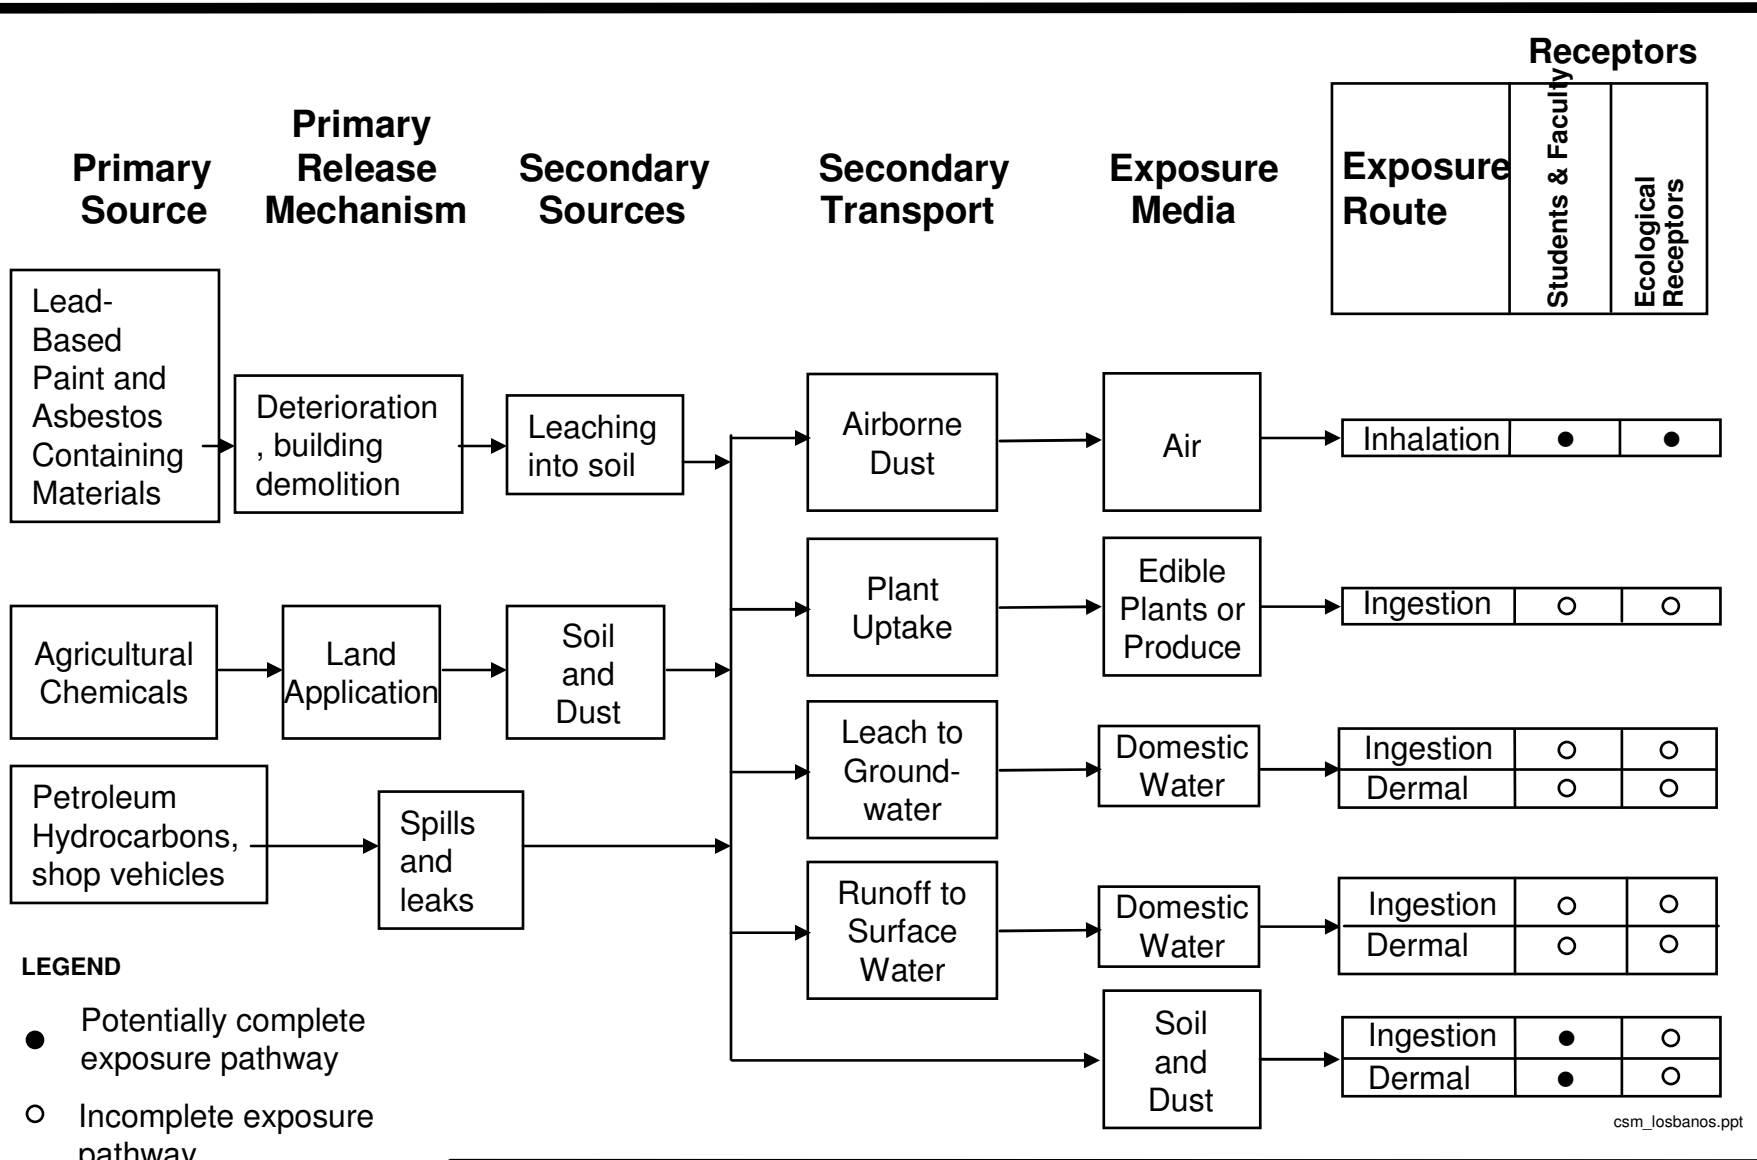 Receptors
Primary
Source
Primary
Release
Mechanism
Secondary
Sources
Secondary
Transport
Exposure
Media
Exposure
Route
Students & Faculty
Ecological
Receptors
Lead-
Based
Paint and
Asbestos
Containing
Materials
Deterioration
, building
demolition
Leaching
into soil
Airborne
Dust
Air
Inhalation
Plant
Uptake
Edible
Plants or
Produce
Ingestion
Agricultural
Chemicals
Land
Application
Soil
and
Dust
Leach to
Ground-
water
Domestic
Water
Ingestion
Dermal
Petroleum
Hydrocarbons,
shop vehicles
Spills
and
leaks
Runoff to
Surface
Water
Domestic
Water
Ingestion
Dermal
Soil
and
Dust
Ingestion
Dermal
LEGEND
Potentially complete
exposure pathway
Incomplete exposure
pathway
csm_losbanos.ppt